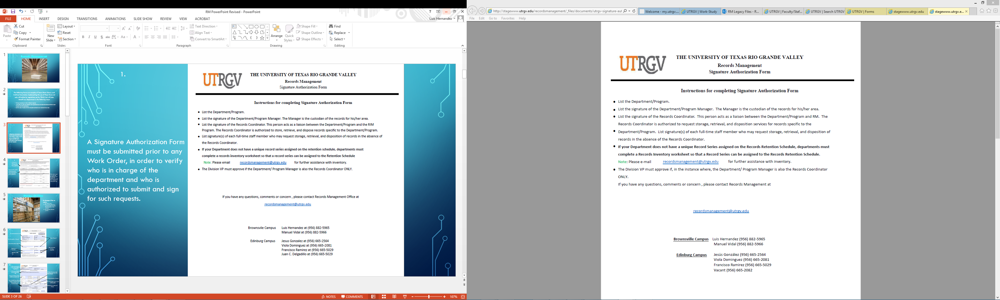 RM PowerPoint Revised - PowerPoint
FILE HOME INSERT DESIGN TRANSITIONS ANIMATIONS SLIDE SHOW REVIEW VIEW ACROBAT
Luis Hernandez
Paste
Cut
Copy
Format Painter
Clipboard
New Slide
Layout
Reset
Section
Slides
Font
Text Direction
Align Text
Convert to SmartArt
Paragraph
Arrange
Quick Styles
Shape Fill
Shape Outline
Shape Effects
Drawing
Find
Replace
Select
Editing
1
2
3
4
5
6
7
1.
A Signature Authorization Form
must be submitted prior to any
Work Order, in order to verify
who is in charge of the
department and who is
authorized to submit and sign
for such requests.
UTRGV
THE UNIVERSITY OF TEXAS RIO GRANDE VALLEY
Records Management
Signature Authorization Form
Instructions for completing Signature Authorization Form
● List the Department/Program.
● List the signature of the Department/Program Manager. The Manager is the custodian of the records for his/her area.
● List the signature of the Records Coordinator. This person acts as a liaison between the Department/Program and the RIM
Program. The Records Coordinator is authorized to store, retrieve, and dispose records specific to the Department/Program.
● List signature(s) of each full-time staff member who may request storage, retrieval, and disposition of records in the absence of
the Records Coordinator.
● If your Department does not have a unique record series assigned on the retention schedule, departments must
complete a records inventory worksheet so that a record series can be assigned to the Retention Schedule
Note: Please email recordsmanagement@utrgv.edu for further assistance with inventory.
● The Division VP must approve if the Department/ Program Manager is also the Records Coordinator ONLY.
If you have any questions, comments or concern , please contact Records Management Office at
recordsmanagement@utrgv.edu
Brownsvile Campus Luis Hernandez at (956) 882-5965
Manuel Vidal at (956) 882-5966
Edinburg Campus Jesus Gonzalez at (956) 665-2564
Viola Dominguez at (956) 665-2081
Francisco Ramirez at (956) 665-5029
Juan C. Delgadillo at (956) 665-5029
SLIDE 3 OF 26
NOTES
COMMENTS
107%
http://stagewww.utrgv.edu/recordsmanagement/_files/documents/utrgv-signature-aut
Welcome - my.utrgv....
UTRGV | Work-Study
RM Legacy Files - R...
UTRGV | Faculty/Staf...
UTRGV | Search UTRGV
UTRGV | Forms
stagewww.utrgv.edu
stagewww.utrgv.e...
File Edit Go to Favorites Help
UTRGV
THE UNIVERSITY OF TEXAS RIO GRANDE VALLEY
Records Management
Signature Authorization Form
Instructions for completing Signature Authorization Form
● List the Department/Program.
● List the signature of the Department/Program Manager. The Manager is the custodian of the records for his/her area.
● List the signature of the Records Coordinator. This person acts as a liaison between the Department/Program and RM. The
Records Coordinator is authorized to request storage, retrieval, and disposition services for records specific to the
● Department/Program. List signature(s) of each full-time staff member who may request storage, retrieval, and disposition of
records in the absence of the Records Coordinator.
● If your Department does not have a unique Record Series assigned on the Records Retention Schedule, departments must
complete a Records Inventory worksheet so that a Record Series can be assigned to the Records Retention Schedule.
Note: Please e-mail recordsmanagement@utrgv.edu for further assistance with inventory.
● The Division VP must approve if, in the instance where, the Department/ Program Manager is also the Records Coordinator
ONLY.
If you have any questions, comments or concern , please contact Records Management at
recordsmanagement@utrgv.edu
Brownsville Campus Luis Hernandez (956) 882-5965
Manuel Vidal (956) 882-5966
Edinburg Campus Jesús González (956) 665-2564
Viola Dominguez (956) 665-2081
Francisco Ramirez (956) 665-5029
Vacant (956) 665-2082